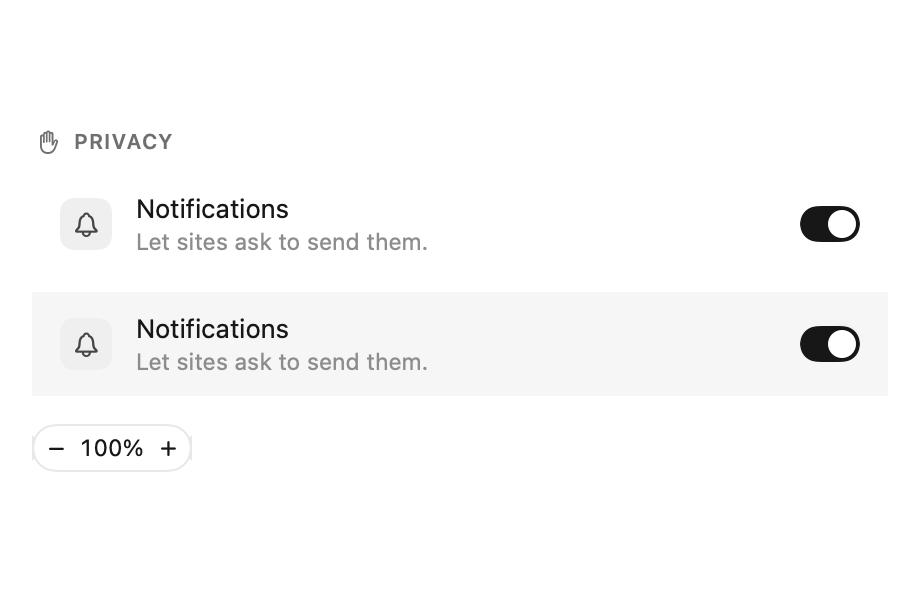 PRIVACY
Notifications
Let sites ask to send them.
Notifications
Let sites ask to send them.
− 100% +